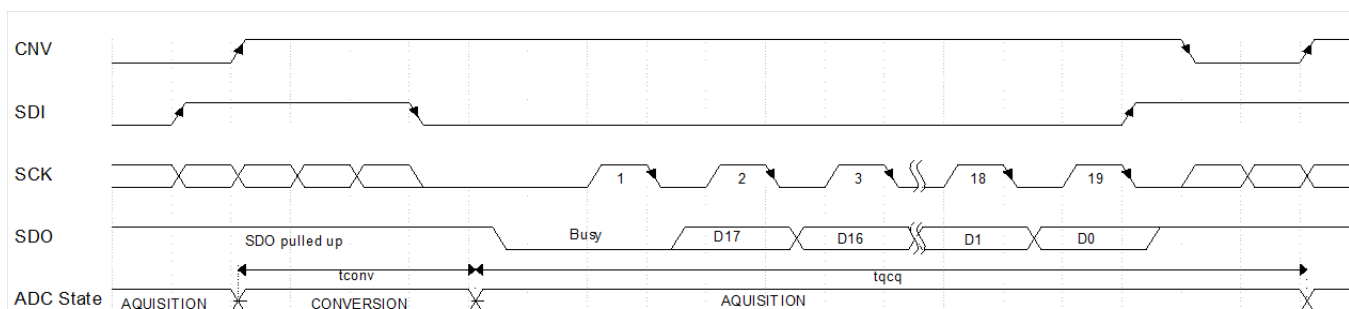 CNV
SDI
SCK
1 2 3 18 19
SDO
SDO pulled up Busy D17 D16 D1 D0
tconv tqcq
ADC State
AQUISITION CONVERSION AQUISITION